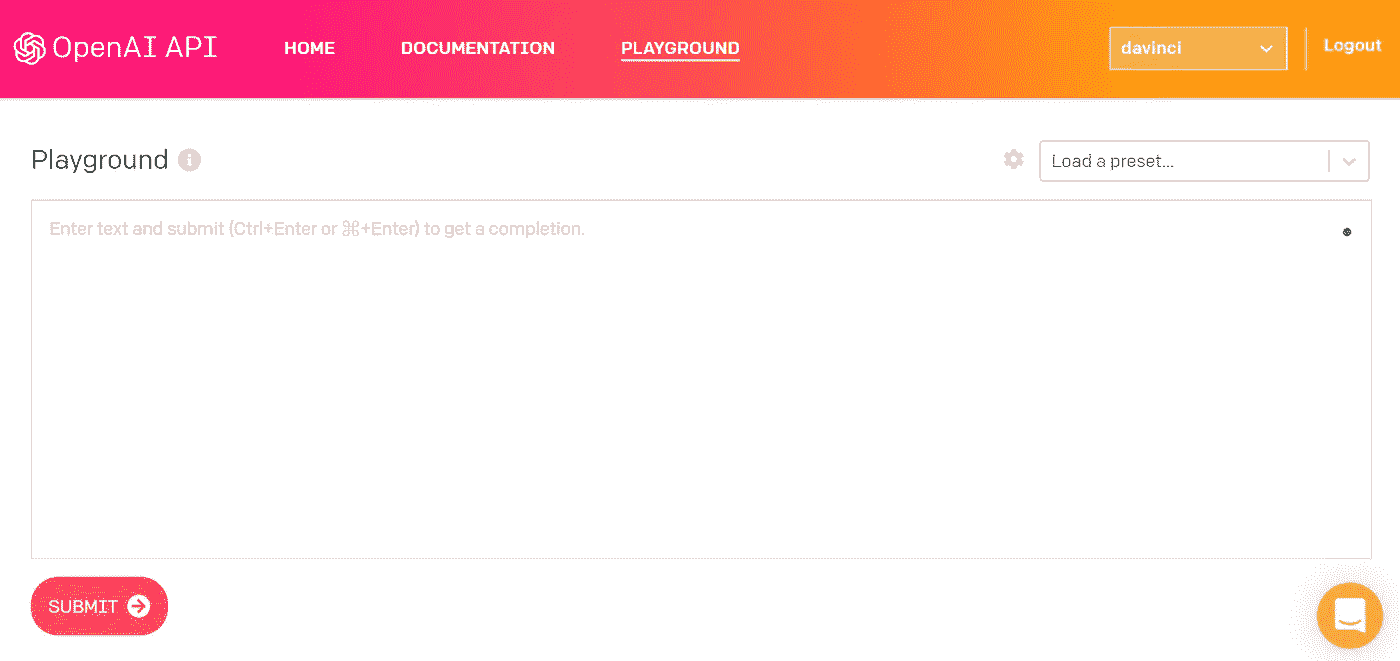 OpenAI API HOME DOCUMENTATION PLAYGROUND davinci Logout
Playground Load a preset...
Enter text and submit (Ctrl+Enter or ⌘+Enter) to get a completion.
SUBMIT